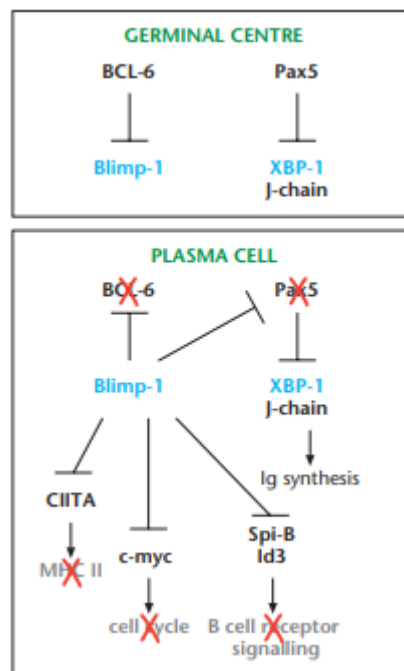 GERMINAL CENTRE
BCL-6 Pax5
Blimp-1 XBP-1
J-chain
PLASMA CELL
BCL-6 Pax5
Blimp-1 XBP-1
J-chain
Ig synthesis
CIITA
Spi-B
c-myc Id3
MHC II
cell cycle B cell receptor
signalling